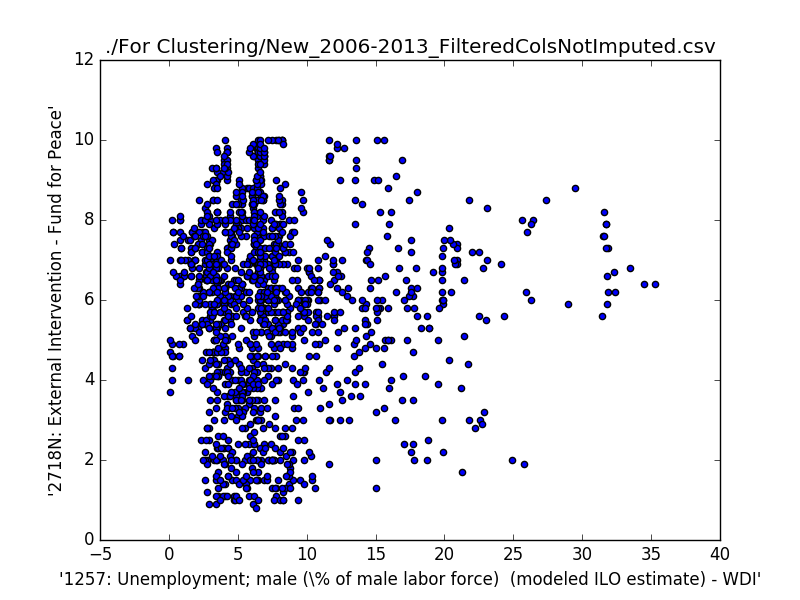 ./For Clustering/New_2006-2013_FilteredColsNotImputed.csv
12
10
8
6
4
2
0
'2718N: External Intervention - Fund for Peace'
−5 0 5 10 15 20 25 30 35 40
'1257: Unemployment; male (\% of male labor force)  (modeled ILO estimate) - WDI'